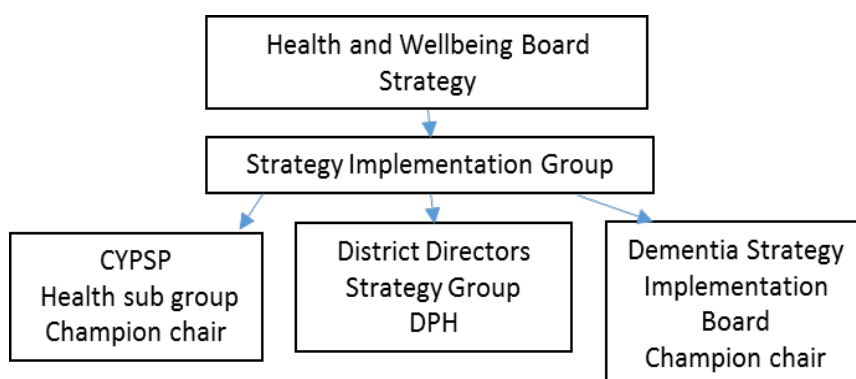 Health and Wellbeing Board
Strategy
Strategy Implementation Group
CYPSP
Health sub group
Champion chair
District Directors
Strategy Group
DPH
Dementia Strategy
Implementation
Board
Champion chair